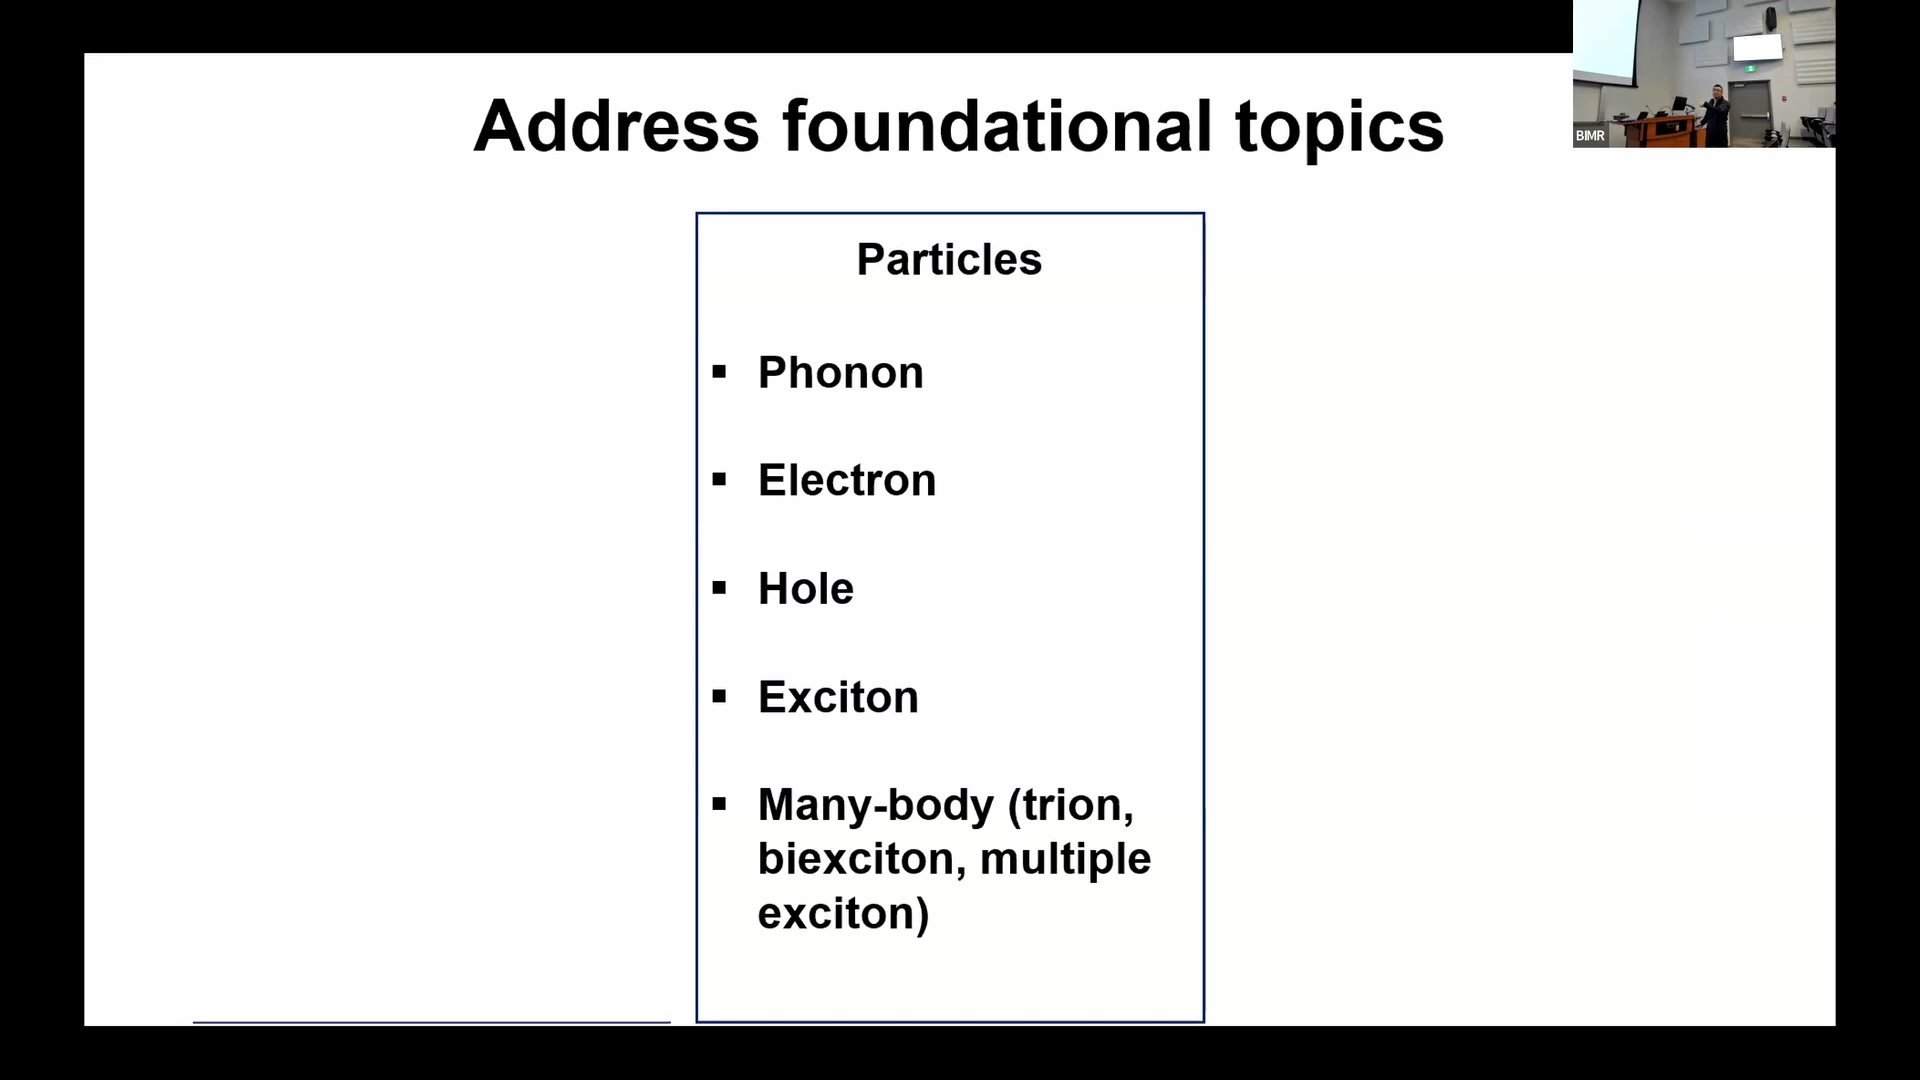 Address foundational topics
BIMR
Particles
▪ Phonon
▪ Electron
▪ Hole
▪ Exciton
▪ Many-body (trion,
biexciton, multiple
exciton)